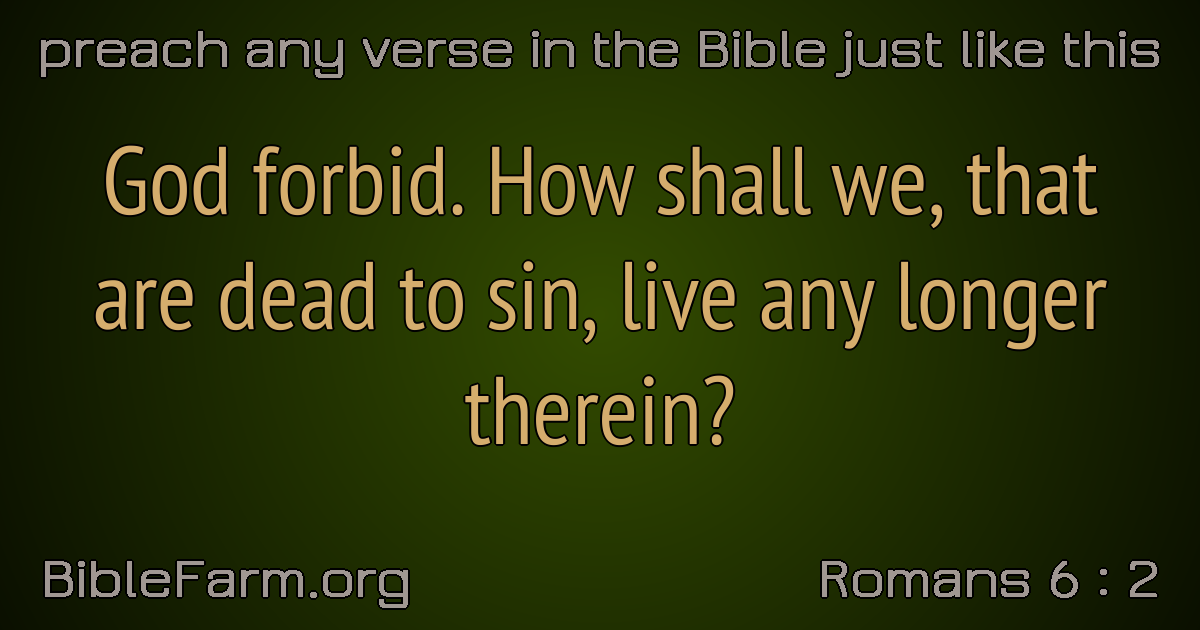 preach any verse in the Bible just like this
God forbid. How shall we, that
are dead to sin, live any longer
therein?
BibleFarm.org
Romans 6 : 2